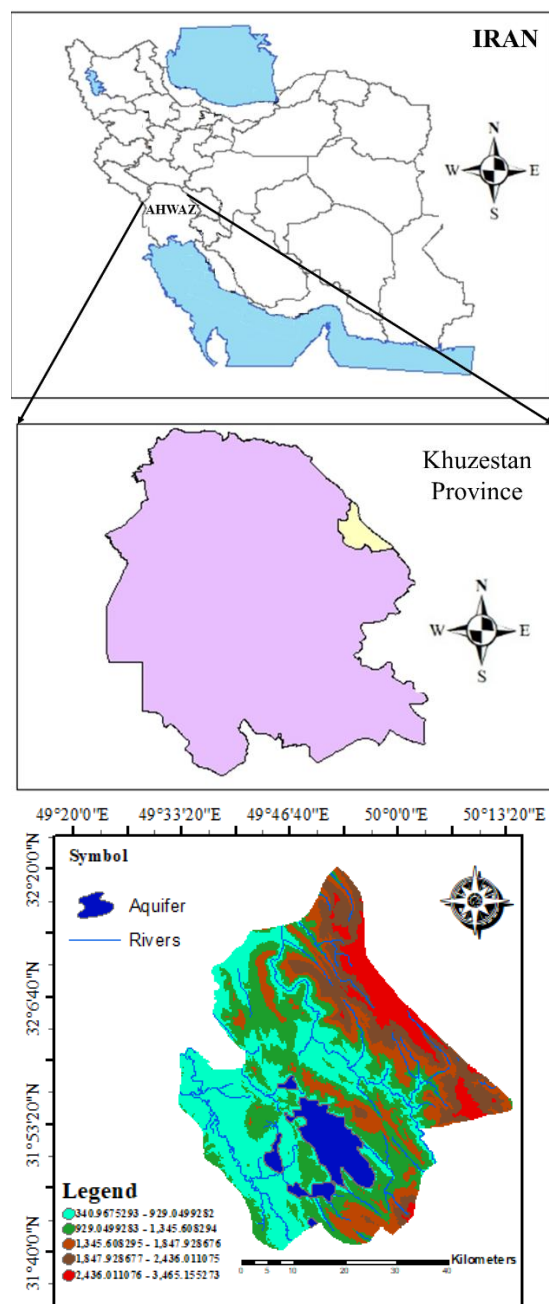 IRAN
N
W E
S
AHWAZ
Khuzestan
Province
N
W E
S
49°20'0"E 49°33'20"E 49°46'40"E 50°0'0"E 50°13'20"E
32°20'0"N
32°6'40"N
31°53'20"N
31°40'0"N
Symbol
Aquifer
Rivers
Legend
340.9675293 - 929.0499282
929.0499283 - 1,345.608294
1,345.608295 - 1,847.928676
1,847.928677 - 2,436.011075
2,436.011076 - 3,465.155273
Kilometers
0 5 10 20 30 40